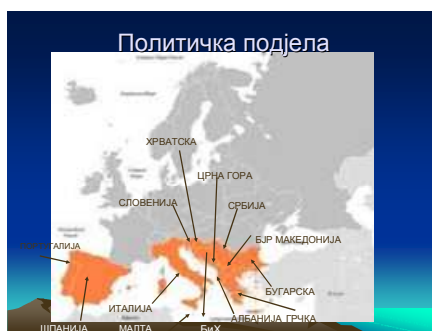 Политичка подјела
ХРВАТСКА
ЦРНА ГОРА
СЛОВЕНИЈА
СРБИЈА
БЈР МАКЕДОНИЈА
БУГАРСКА
ИТАЛИЈА
АЛБАНИЈА ГРЧКА
ШПАНИЈА
МАЛТА
БиХ